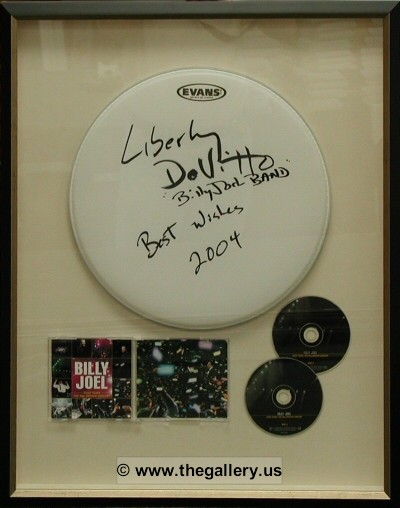 EVANS
Liberty
DeVitto
"Billy Joel BAND"
Best Wishes
2004
BILLY
JOEL
© www.thegallery.us